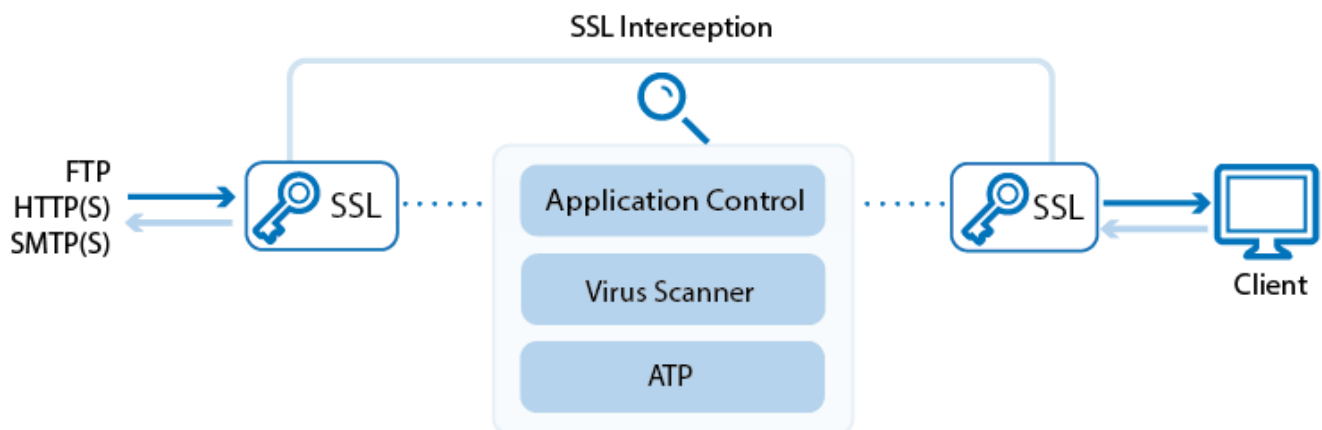 SSL Interception
FTP
HTTP(S)
SMTP(S)
SSL
Application Control
Virus Scanner
ATP
SSL
Client